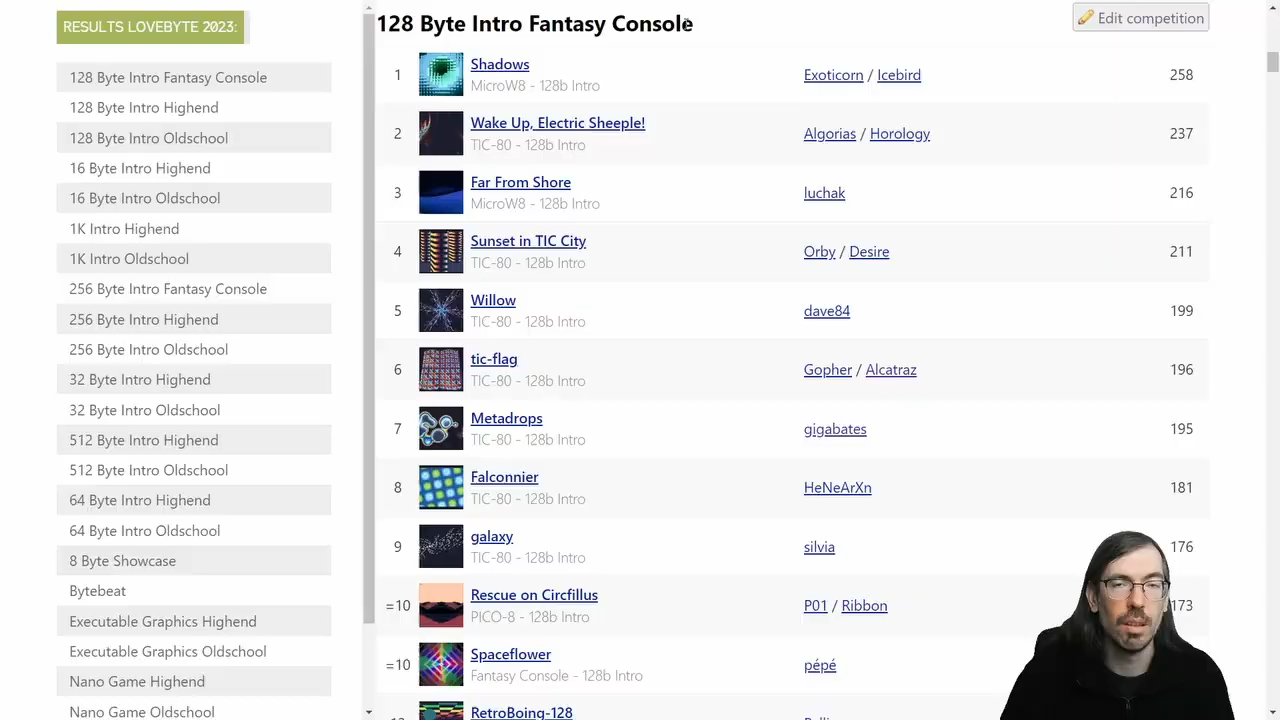 RESULTS LOVEBYTE 2023:
128 Byte Intro Fantasy Console
128 Byte Intro Highend
128 Byte Intro Oldschool
16 Byte Intro Highend
16 Byte Intro Oldschool
1K Intro Highend
1K Intro Oldschool
256 Byte Intro Fantasy Console
256 Byte Intro Highend
256 Byte Intro Oldschool
32 Byte Intro Highend
32 Byte Intro Oldschool
512 Byte Intro Highend
512 Byte Intro Oldschool
64 Byte Intro Highend
64 Byte Intro Oldschool
8 Byte Showcase
Bytebeat
Executable Graphics Highend
Executable Graphics Oldschool
Nano Game Highend
Nano Game Oldschool
128 Byte Intro Fantasy Console
Edit competition
1 Shadows Exoticorn / Icebird 258
MicroW8 - 128b Intro
2 Wake Up, Electric Sheeple! Algorias / Horology 237
TIC-80 - 128b Intro
3 Far From Shore luchak 216
MicroW8 - 128b Intro
4 Sunset in TIC City Orby / Desire 211
TIC-80 - 128b Intro
5 Willow dave84 199
TIC-80 - 128b Intro
6 tic-flag Gopher / Alcatraz 196
TIC-80 - 128b Intro
7 Metadrops gigabates 195
TIC-80 - 128b Intro
8 Falconnier HeNeArXn 181
TIC-80 - 128b Intro
9 galaxy silvia 176
TIC-80 - 128b Intro
=10 Rescue on Circfillus P01 / Ribbon 173
PICO-8 - 128b Intro
=10 Spaceflower pépé
Fantasy Console - 128b Intro
RetroBoing-128